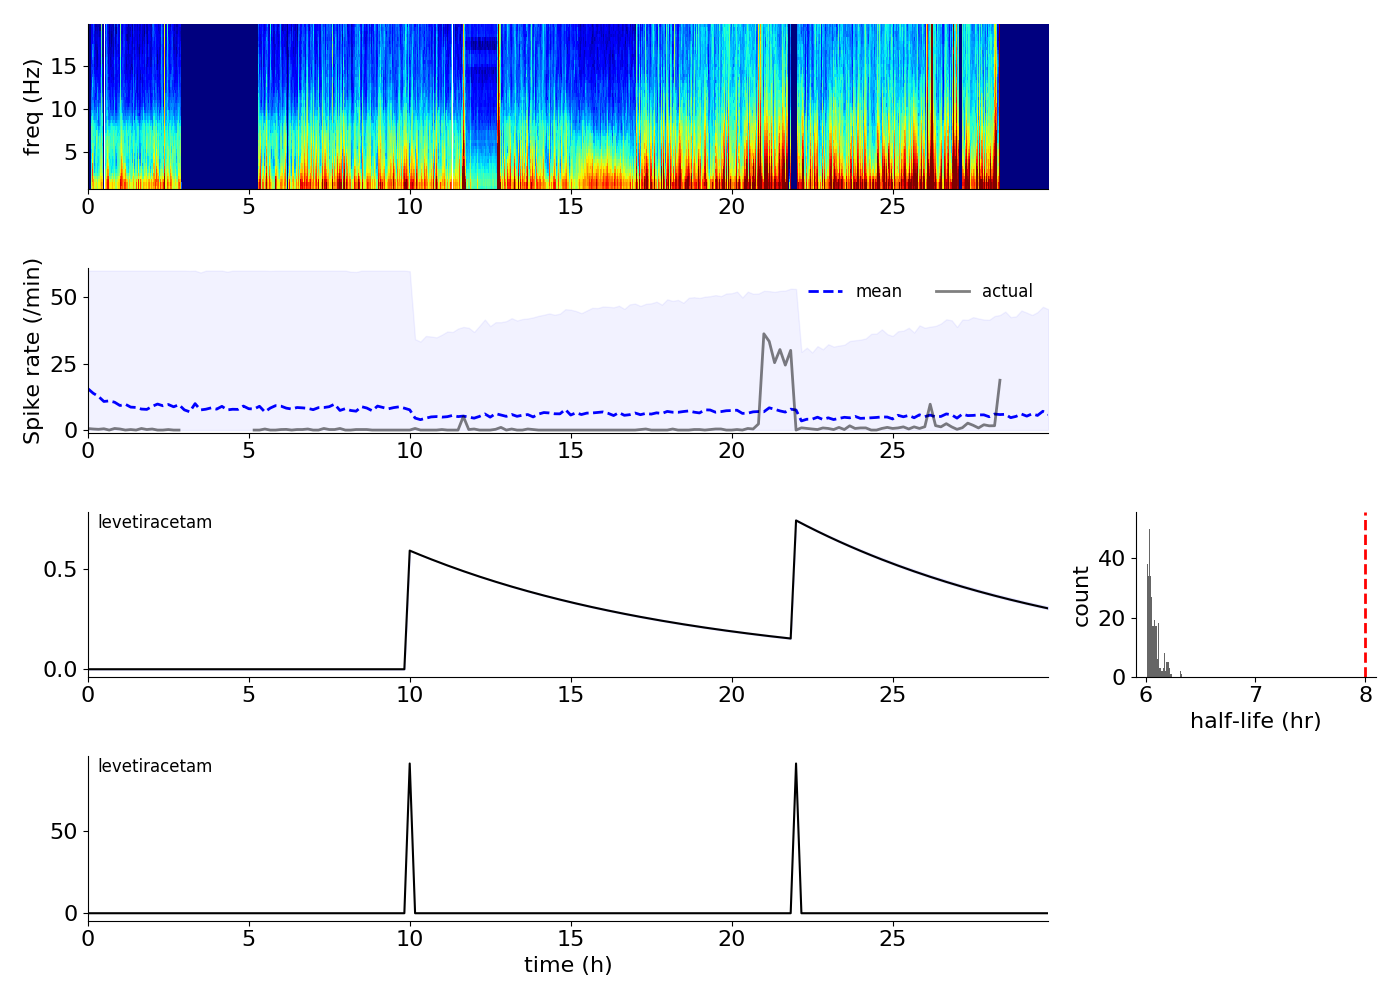 freq (Hz)
15
10
5
0 5 10 15 20 25
Spike rate (/min)
50
25
0
mean actual
0 5 10 15 20 25
levetiracetam
0.5
0.0
0 5 10 15 20 25
count
40
20
0
6 7 8
half-life (hr)
levetiracetam
50
0
0 5 10 15 20 25
time (h)